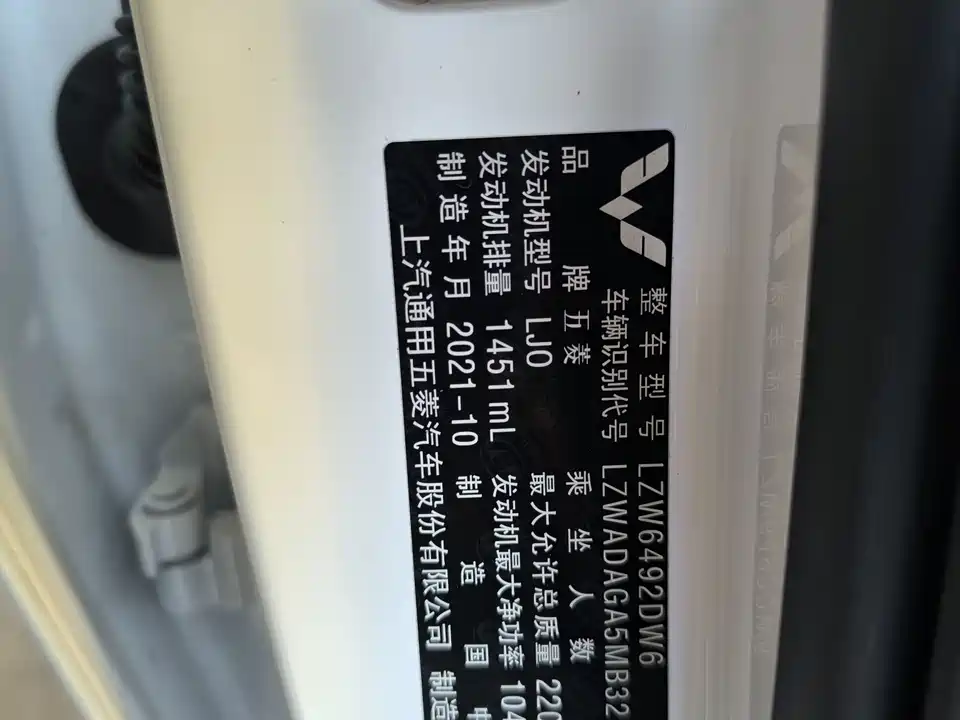 整车型号 LZW6492DW6
车辆识别代号 LZWADAGA5MB32
品牌 五菱 乘坐人数
发动机型号 LJO 最大允许总质量 220
发动机排量 1451mL 发动机最大净功率 104
制造年月 2021-10 制造国 中
上汽通用五菱汽车股份有限公司 制造